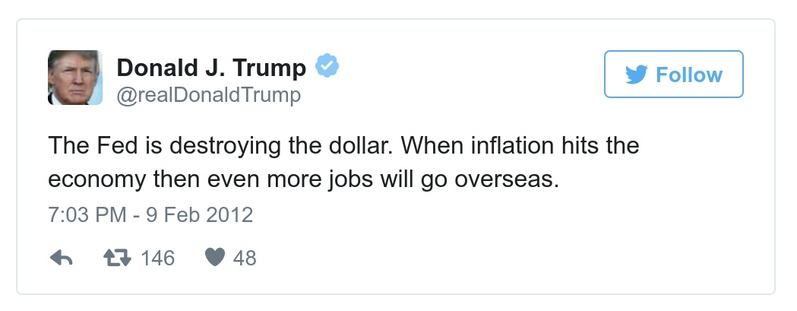 Donald J. Trump
@realDonaldTrump
Follow
The Fed is destroying the dollar. When inflation hits the
economy then even more jobs will go overseas.
7:03 PM - 9 Feb 2012
146 48